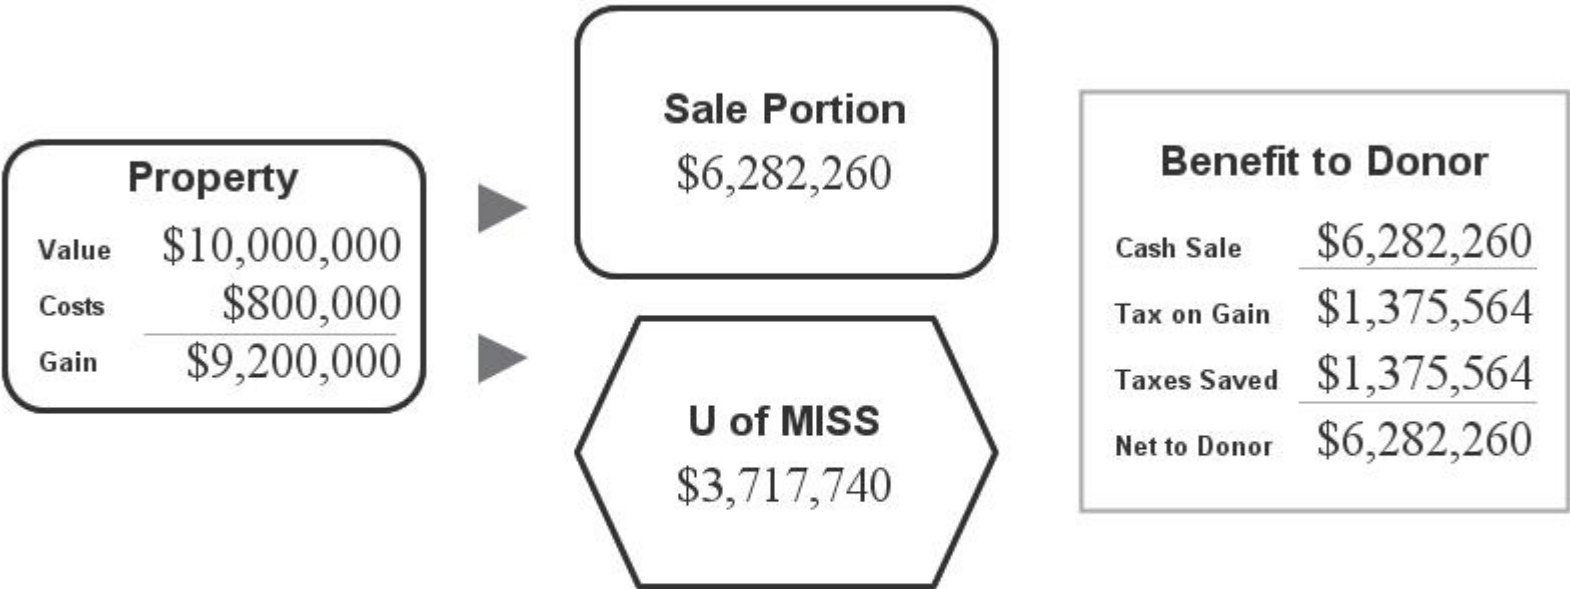 Property
Value $10,000,000
Costs $800,000
Gain $9,200,000
Sale Portion
$6,282,260
U of MISS
$3,717,740
Benefit to Donor
Cash Sale $6,282,260
Tax on Gain $1,375,564
Taxes Saved $1,375,564
Net to Donor $6,282,260